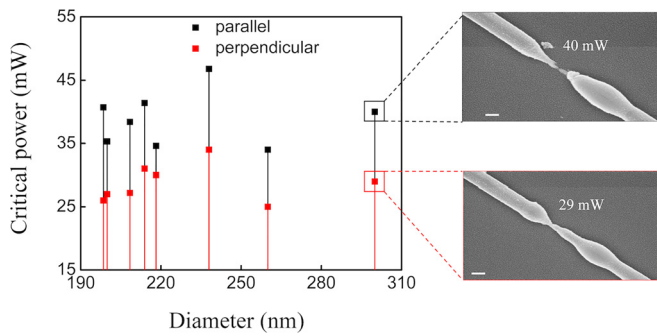 55
45
35
25
15
Critical power (mW)
parallel
perpendicular
190
220
250
280
310
Diameter (nm)
40 mW
29 mW